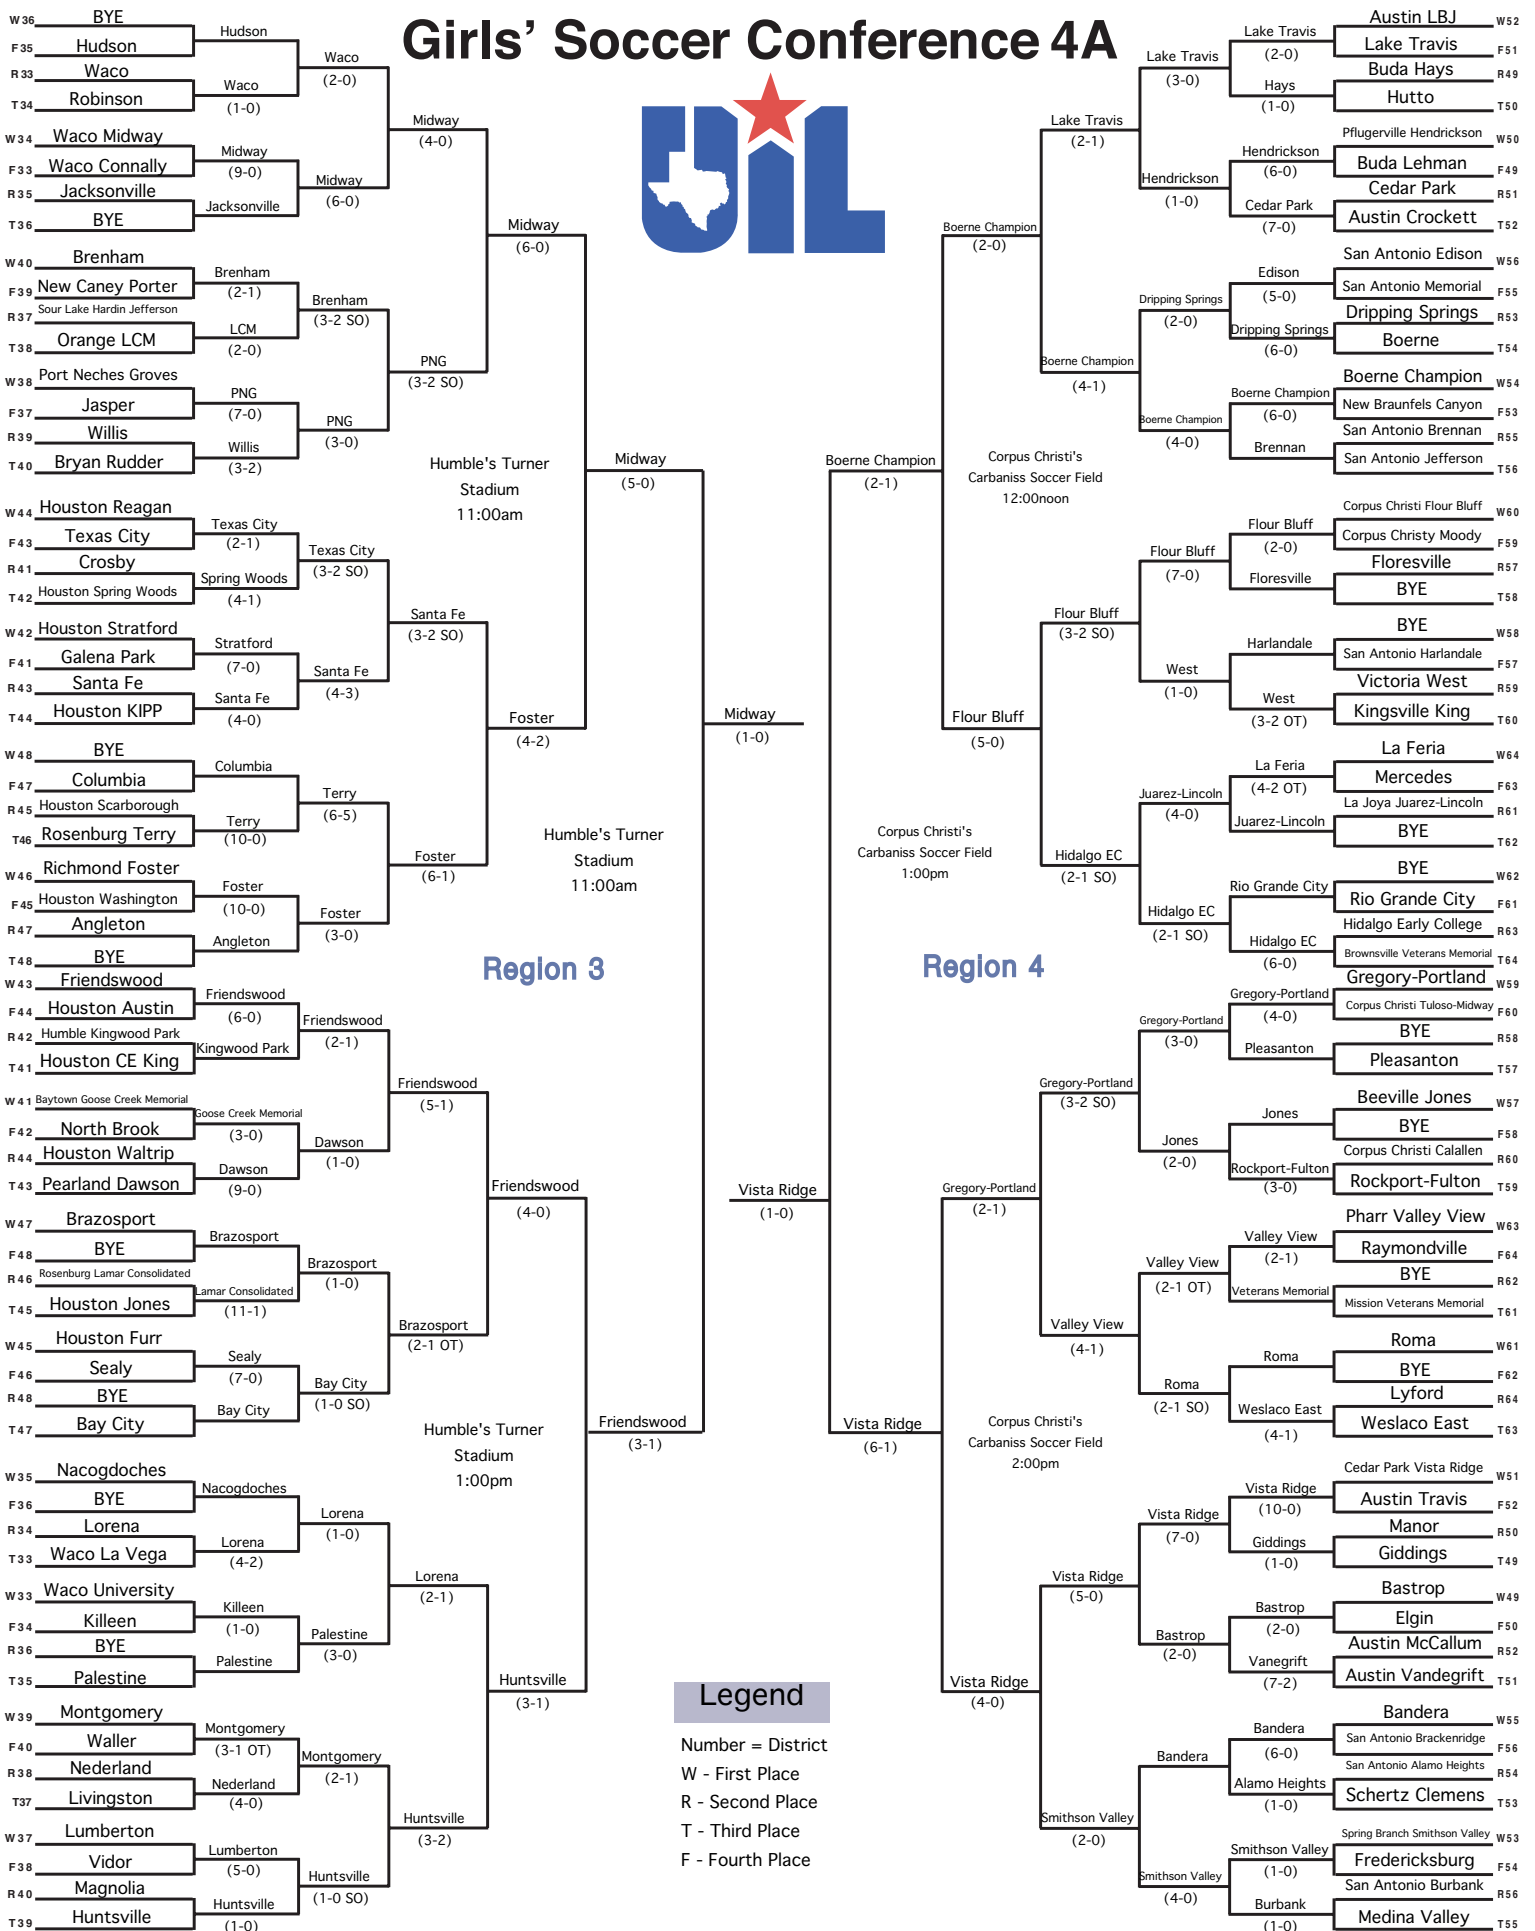 Girls' Soccer Conference 4A
UIL
W36 BYE
F35 Hudson
R33 Waco
T34 Robinson
W34 Waco Midway
F33 Waco Connally
R35 Jacksonville
T36 BYE
W40 Brenham
F39 New Caney Porter
R37 Sour Lake Hardin Jefferson
T38 Orange LCM
W38 Port Neches Groves
F37 Jasper
R39 Willis
T40 Bryan Rudder
W44 Houston Reagan
F43 Texas City
R41 Crosby
T42 Houston Spring Woods
W42 Houston Stratford
F41 Galena Park
R43 Santa Fe
T44 Houston KIPP
W48 BYE
F47 Columbia
R45 Houston Scarborough
T46 Rosenburg Terry
W46 Richmond Foster
F45 Houston Washington
R47 Angleton
T48 BYE
W43 Friendswood
F44 Houston Austin
R42 Humble Kingwood Park
T41 Houston CE King
W41 Baytown Goose Creek Memorial
F42 North Brook
R44 Houston Waltrip
T43 Pearland Dawson
W47 Brazosport
F48 BYE
R46 Rosenburg Lamar Consolidated
T45 Houston Jones
W45 Houston Furr
F46 Sealy
R48 BYE
T47 Bay City
W35 Nacogdoches
F36 BYE
R34 Lorena
T33 Waco La Vega
W33 Waco University
F34 Killeen
R36 BYE
T35 Palestine
W39 Montgomery
F40 Waller
R38 Nederland
T37 Livingston
W37 Lumberton
F38 Vidor
R40 Magnolia
T39 Huntsville
Hudson
Waco
(1-0)
Midway
(9-0)
Jacksonville
Brenham
(2-1)
LCM
(2-0)
PNG
(7-0)
Willis
(3-2)
Texas City
(2-1)
Spring Woods
(4-1)
Stratford
(7-0)
Santa Fe
(4-0)
Columbia
Terry
(10-0)
Foster
(10-0)
Angleton
Friendswood
(6-0)
Kingwood Park
Goose Creek Memorial
(3-0)
Dawson
(9-0)
Brazosport
Lamar Consolidated
(11-1)
Sealy
(7-0)
Bay City
Nacogdoches
Lorena
(4-2)
Killeen
(1-0)
Palestine
Montgomery
(3-1 OT)
Nederland
(4-0)
Lumberton
(5-0)
Huntsville
(1-0)
Waco
(2-0)
Midway
(6-0)
Brenham
(3-2 SO)
PNG
(3-0)
Texas City
(3-2 SO)
Santa Fe
(4-3)
Terry
(6-5)
Foster
(3-0)
Friendswood
(2-1)
Dawson
(1-0)
Brazosport
(1-0)
Bay City
(1-0 SO)
Lorena
(1-0)
Palestine
(3-0)
Montgomery
(2-1)
Huntsville
(1-0 SO)
Midway
(4-0)
PNG
(3-2 SO)
Santa Fe
(3-2 SO)
Foster
(6-1)
Friendswood
(5-1)
Brazosport
(2-1 OT)
Lorena
(2-1)
Huntsville
(3-2)
Midway
(6-0)
Foster
(4-2)
Friendswood
(4-0)
Huntsville
(3-1)
Humble's Turner
Stadium
11:00am
Humble's Turner
Stadium
11:00am
Humble's Turner
Stadium
1:00pm
Midway
(5-0)
Friendswood
(3-1)
Midway
(1-0)
Region 3
Region 4
Vista Ridge
(1-0)
Boerne Champion
(2-1)
Vista Ridge
(6-1)
Corpus Christi's
Carbaniss Soccer Field
12:00noon
Corpus Christi's
Carbaniss Soccer Field
1:00pm
Corpus Christi's
Carbaniss Soccer Field
2:00pm
Boerne Champion
(2-0)
Flour Bluff
(5-0)
Gregory-Portland
(2-1)
Vista Ridge
(4-0)
Lake Travis
(2-1)
Boerne Champion
(4-1)
Flour Bluff
(3-2 SO)
Hidalgo EC
(2-1 SO)
Gregory-Portland
(3-2 SO)
Valley View
(4-1)
Vista Ridge
(5-0)
Smithson Valley
(2-0)
Lake Travis
(3-0)
Hendrickson
(1-0)
Dripping Springs
(2-0)
Boerne Champion
(4-0)
Flour Bluff
(7-0)
West
(1-0)
Juarez-Lincoln
(4-0)
Hidalgo EC
(2-1 SO)
Gregory-Portland
(3-0)
Jones
(2-0)
Valley View
(2-1 OT)
Roma
(2-1 SO)
Vista Ridge
(7-0)
Bastrop
(2-0)
Bandera
Smithson Valley
(4-0)
Lake Travis
(2-0)
Hays
(1-0)
Hendrickson
(6-0)
Cedar Park
(7-0)
Edison
(5-0)
Dripping Springs
(6-0)
Boerne Champion
(6-0)
Brennan
Flour Bluff
(2-0)
Floresville
Harlandale
West
(3-2 OT)
La Feria
(4-2 OT)
Juarez-Lincoln
Rio Grande City
Hidalgo EC
(6-0)
Gregory-Portland
(4-0)
Pleasanton
Jones
Rockport-Fulton
(3-0)
Valley View
(2-1)
Veterans Memorial
Roma
Weslaco East
(4-1)
Vista Ridge
(10-0)
Giddings
(1-0)
Bastrop
(2-0)
Vanegrift
(7-2)
Bandera
(6-0)
Alamo Heights
(1-0)
Smithson Valley
(1-0)
Burbank
(1-0)
Austin LBJ W52
Lake Travis F51
Buda Hays R49
Hutto T50
Pflugerville Hendrickson W50
Buda Lehman F49
Cedar Park R51
Austin Crockett T52
San Antonio Edison W56
San Antonio Memorial F55
Dripping Springs R53
Boerne T54
Boerne Champion W54
New Braunfels Canyon F53
San Antonio Brennan R55
San Antonio Jefferson T56
Corpus Christi Flour Bluff W60
Corpus Christy Moody F59
Floresville R57
BYE T58
BYE W58
San Antonio Harlandale F57
Victoria West R59
Kingsville King T60
La Feria W64
Mercedes F63
La Joya Juarez-Lincoln R61
BYE T62
BYE W62
Rio Grande City F61
Hidalgo Early College R63
Brownsville Veterans Memorial T64
Gregory-Portland W59
Corpus Christi Tuloso-Midway F60
BYE R58
Pleasanton T57
Beeville Jones W57
BYE F58
Corpus Christi Calallen R60
Rockport-Fulton T59
Pharr Valley View W63
Raymondville F64
BYE R62
Mission Veterans Memorial T61
Roma W61
BYE F62
Lyford R64
Weslaco East T63
Cedar Park Vista Ridge W51
Austin Travis F52
Manor R50
Giddings T49
Bastrop W49
Elgin F50
Austin McCallum R52
Austin Vandegrift T51
Bandera W55
San Antonio Brackenridge F56
San Antonio Alamo Heights R54
Schertz Clemens T53
Spring Branch Smithson Valley W53
Fredericksburg F54
San Antonio Burbank R56
Medina Valley T55
Legend
Number = District
W - First Place
R - Second Place
T - Third Place
F - Fourth Place